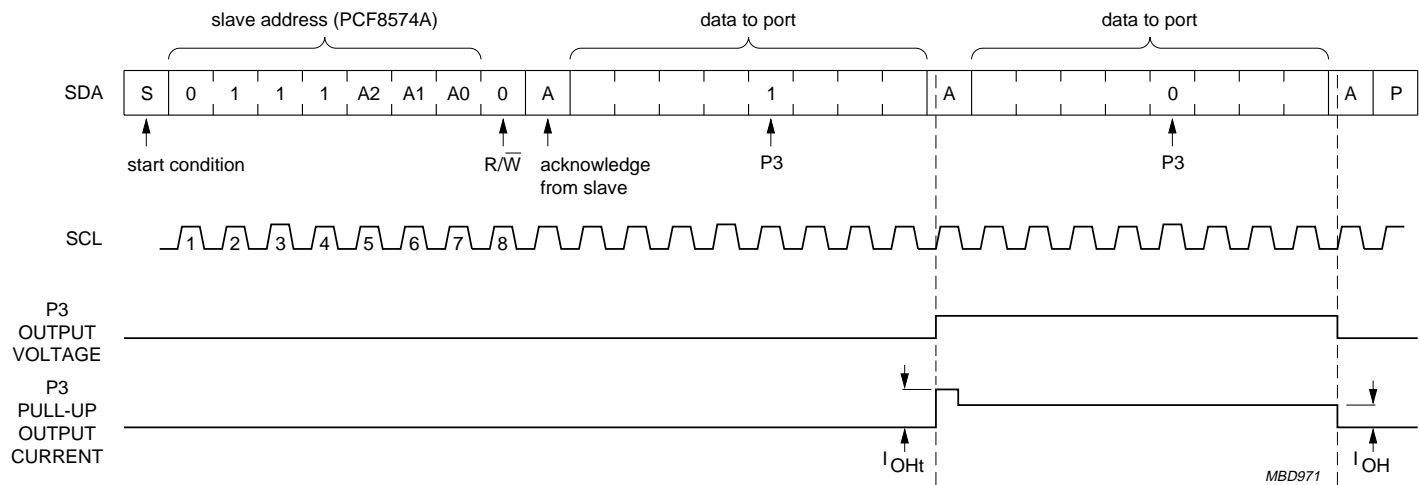 slave address (PCF8574A) data to port data to port
SDA S 0 1 1 1 A2 A1 A0 0 A 1 A 0 A P
start condition R/W̅ acknowledge from slave P3 P3
SCL 1 2 3 4 5 6 7 8
P3
OUTPUT
VOLTAGE
P3
PULL-UP
OUTPUT
CURRENT
I OHt
I OH
MBD971